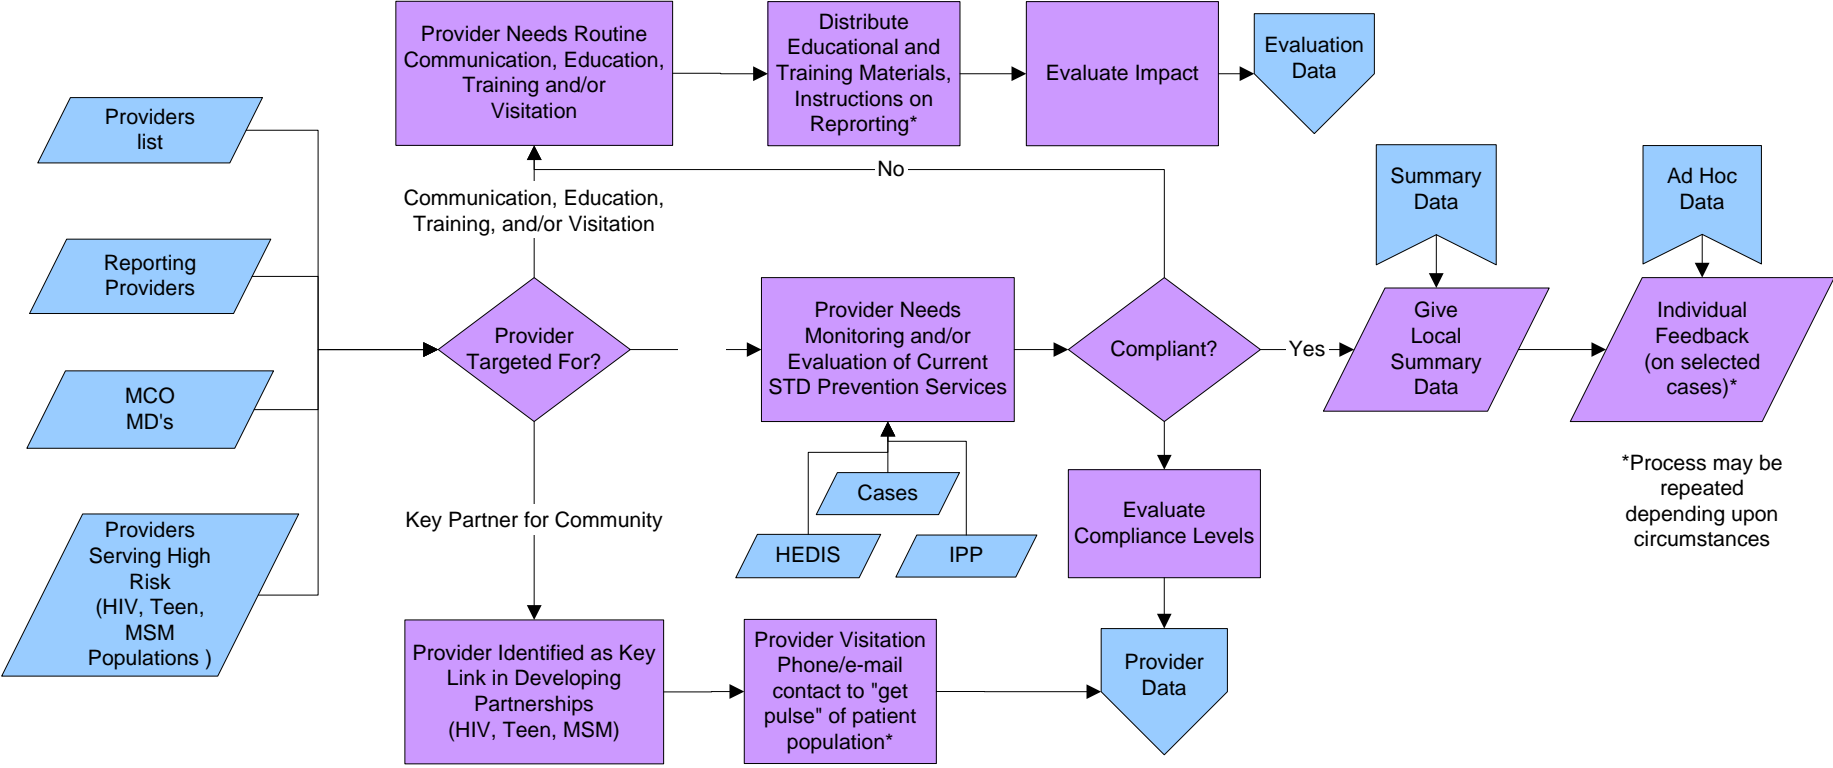 Provider Needs Routine
Communication, Education,
Training and/or
Visitation
Distribute
Educational and
Training Materials,
Instructions on
Reprorting*
Evaluate Impact
Evaluation
Data
Providers
list
No
Communication, Education,
Training, and/or Visitation
Summary
Data
Ad Hoc
Data
Reporting
Providers
Provider
Targeted For?
Provider Needs
Monitoring and/or
Evaluation of Current
STD Prevention Services
Compliant?
Yes
Give
Local
Summary
Data
Individual
Feedback
(on selected
cases)*
MCO
MD's
*Process may be
repeated
depending upon
circumstances
Cases
HEDIS
IPP
Evaluate
Compliance Levels
Key Partner for Community
Providers
Serving High
Risk
(HIV, Teen,
MSM
Populations )
Provider Identified as Key
Link in Developing
Partnerships
(HIV, Teen, MSM)
Provider Visitation
Phone/e-mail
contact to "get
pulse" of patient
population*
Provider
Data